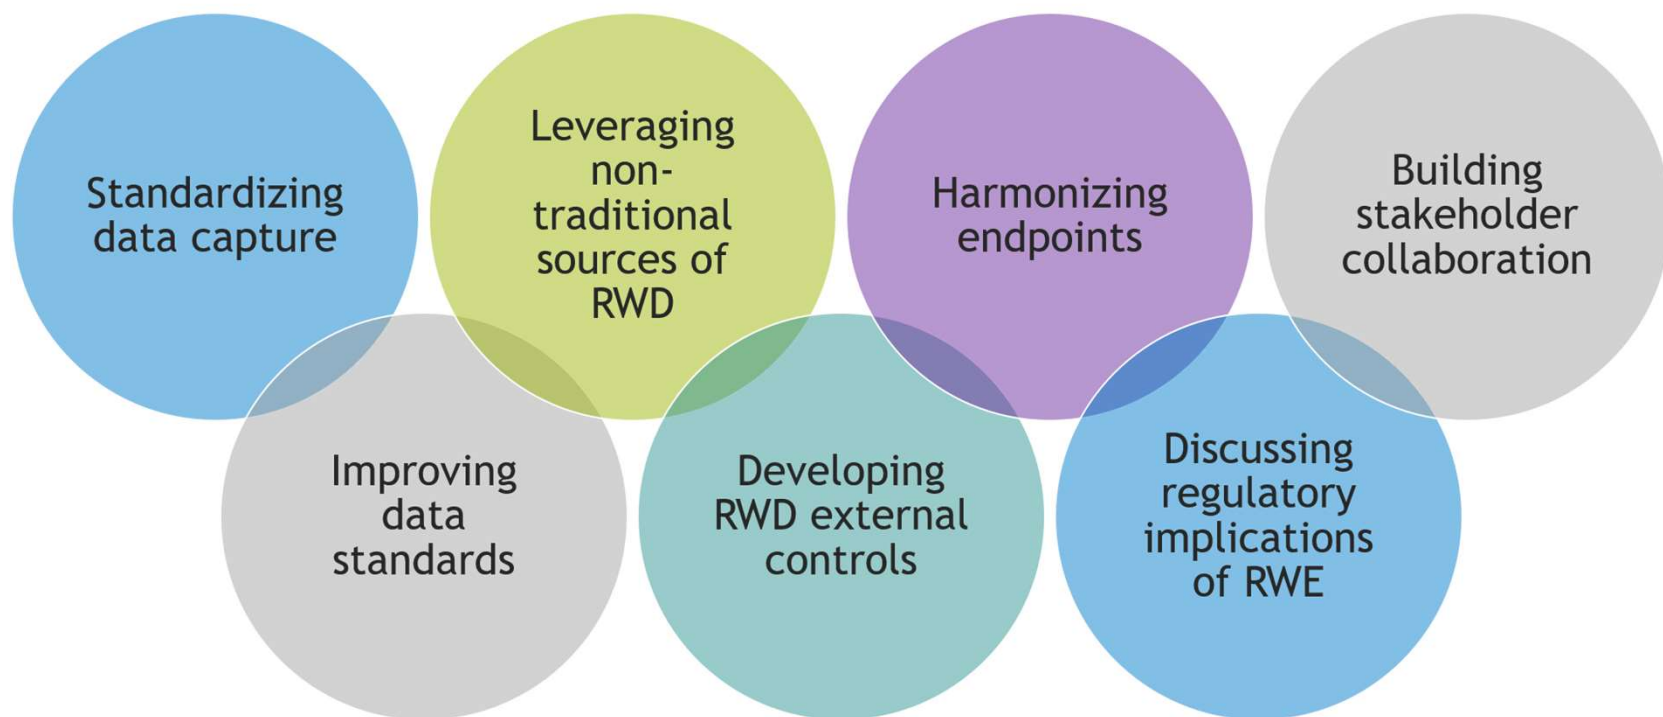 Standardizing
data capture
Leveraging
non-
traditional
sources of
RWD
Harmonizing
endpoints
Building
stakeholder
collaboration
Improving
data
standards
Developing
RWD external
controls
Discussing
regulatory
implications
of RWE